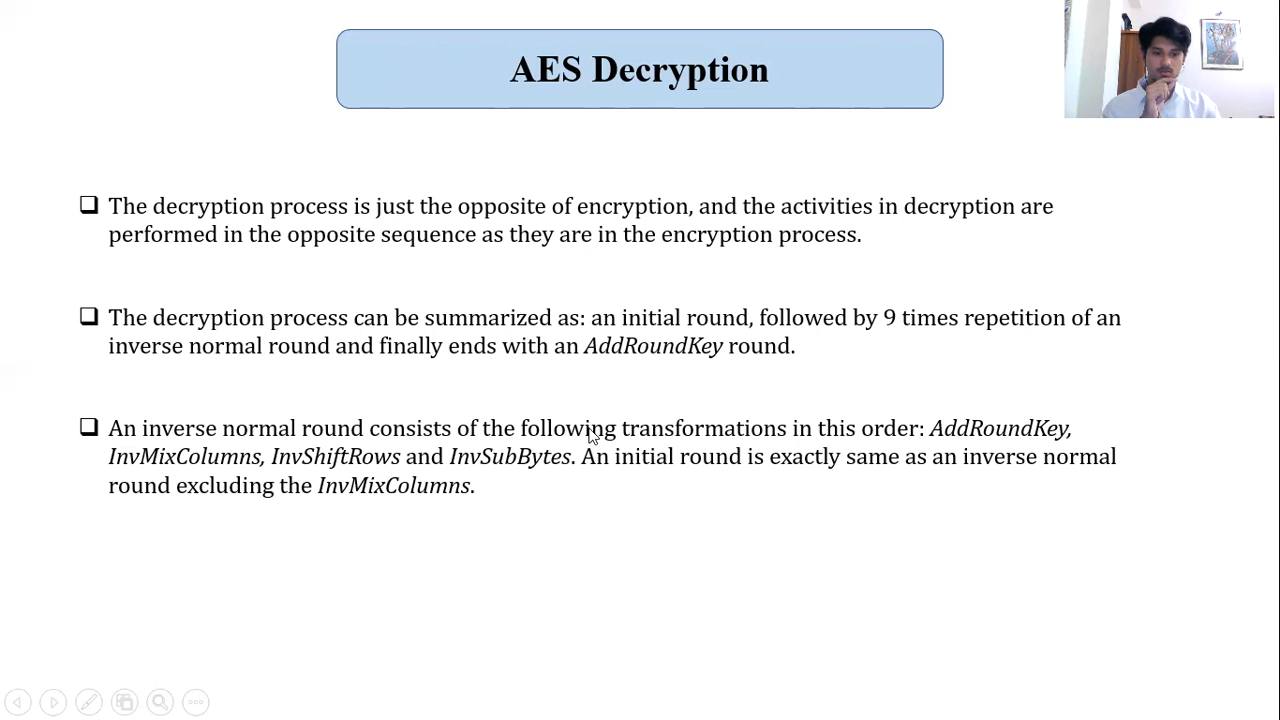 AES Decryption
The decryption process is just the opposite of encryption, and the activities in decryption are
performed in the opposite sequence as they are in the encryption process.
The decryption process can be summarized as: an initial round, followed by 9 times repetition of an
inverse normal round and finally ends with an AddRoundKey round.
An inverse normal round consists of the following transformations in this order: AddRoundKey,
InvMixColumns, InvShiftRows and InvSubBytes. An initial round is exactly same as an inverse normal
round excluding the InvMixColumns.